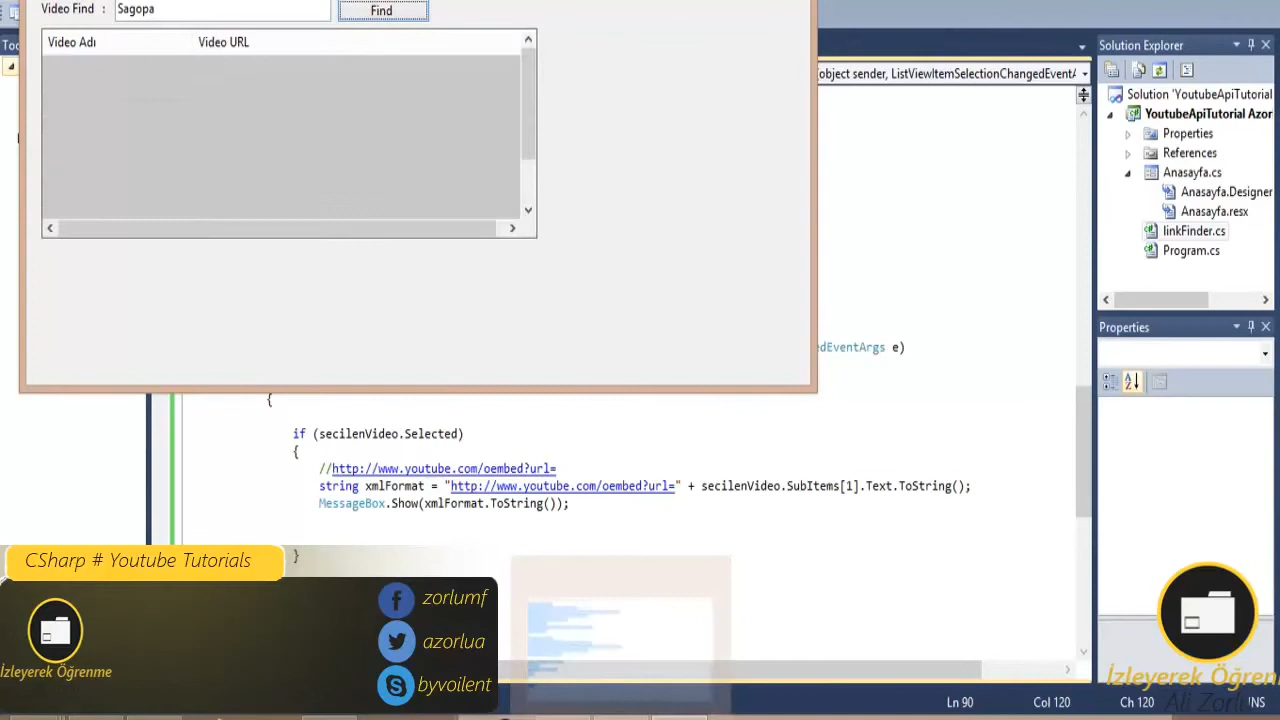 Video Find :
Sagopa
Find
Video Adı
Video URL
(object sender, ListViewItemSelectionChangedEventA
Solution Explorer
Solution 'YoutubeApiTutorial
YoutubeApiTutorial Azor
Properties
References
Anasayfa.cs
Anasayfa.Designer
Anasayfa.resx
linkFinder.cs
Program.cs
Properties
edEventArgs e)
{
if (secilenVideo.Selected)
{
//http://www.youtube.com/oembed?url=
string xmlFormat = "http://www.youtube.com/oembed?url=" + secilenVideo.SubItems[1].Text.ToString();
MessageBox.Show(xmlFormat.ToString());
}
CSharp # Youtube Tutorials
zorlumf
azorlua
byvoilent
İzleyerek Öğrenme
İzleyerek Öğren
Ali Zorl
Ln 90
Col 120
Ch 120
INS